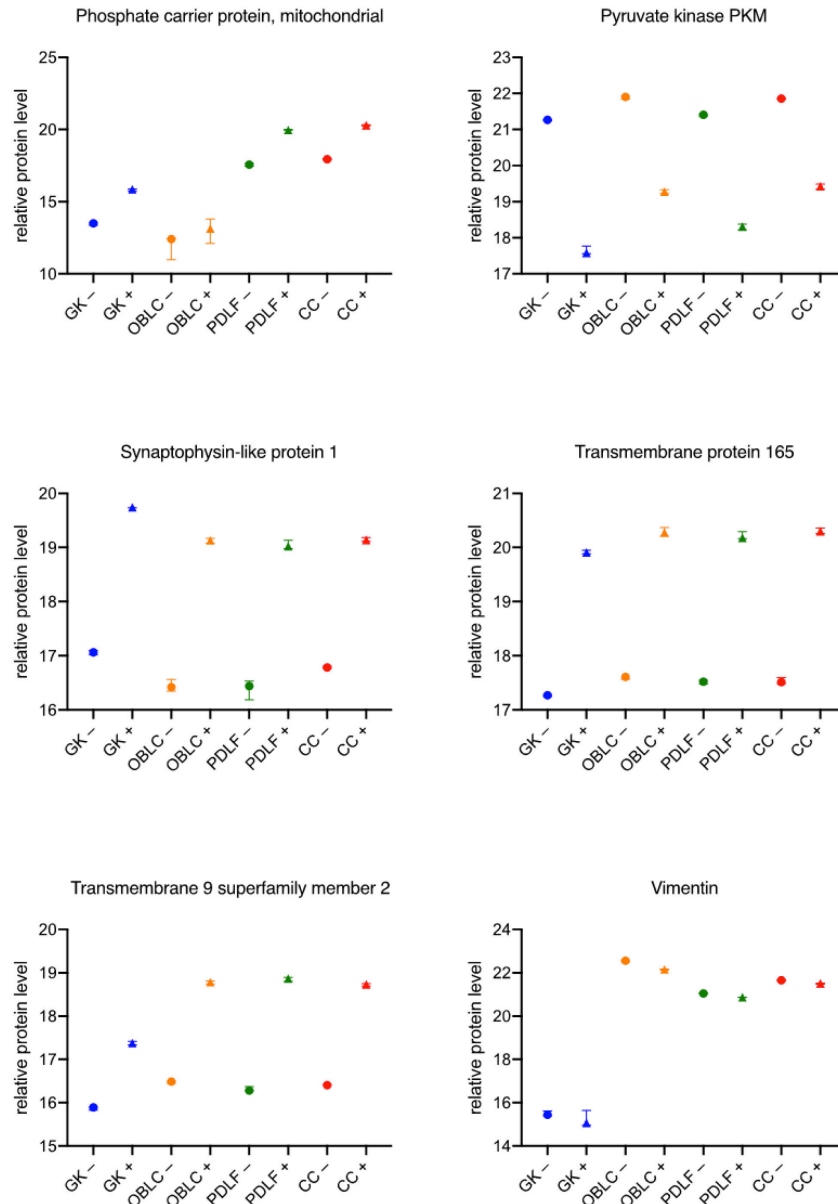 Phosphate carrier protein, mitochondrial
relative protein level
25
20
15
10
GK –
GK +
OBLC –
OBLC +
PDLF –
PDLF +
CC –
CC +
Pyruvate kinase PKM
relative protein level
23
22
21
20
19
18
17
GK –
GK +
OBLC –
OBLC +
PDLF –
PDLF +
CC –
CC +
Synaptophysin-like protein 1
relative protein level
20
19
18
17
16
GK –
GK +
OBLC –
OBLC +
PDLF –
PDLF +
CC –
CC +
Transmembrane protein 165
relative protein level
21
20
19
18
17
GK –
GK +
OBLC –
OBLC +
PDLF –
PDLF +
CC –
CC +
Transmembrane 9 superfamily member 2
relative protein level
20
19
18
17
16
15
GK –
GK +
OBLC –
OBLC +
PDLF –
PDLF +
CC –
CC +
Vimentin
relative protein level
24
22
20
18
16
14
GK –
GK +
OBLC –
OBLC +
PDLF –
PDLF +
CC –
CC +